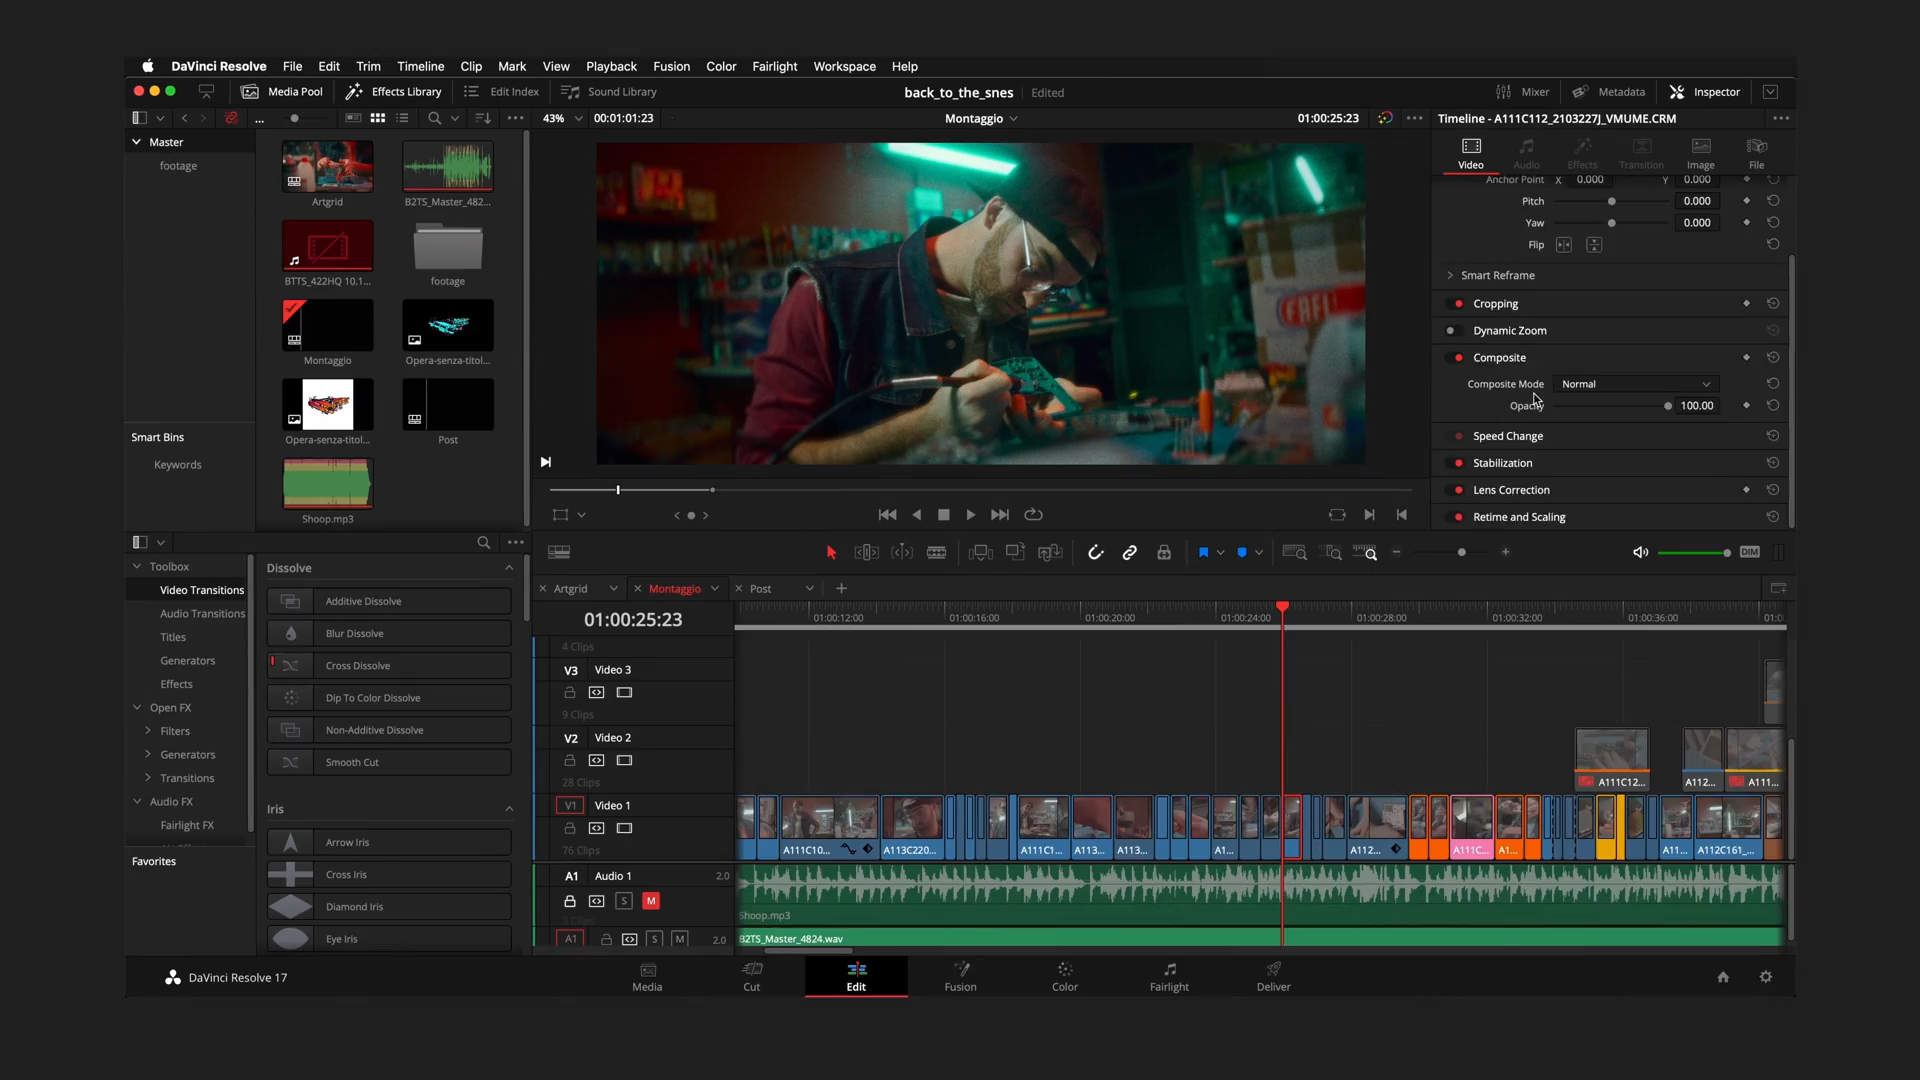 DaVinci Resolve File Edit Trim Timeline Clip Mark View Playback Fusion Color Fairlight Workspace Help
Media Pool Effects Library Edit Index Sound Library back_to_the_snes Edited Mixer Metadata Inspector
... 43% 00:01:01:23 Montaggio 01:00:25:23 Timeline - A111C112_2103227J_VMUME.CRM
Master
footage
Artgrid
B2TS_Master_482...
BTTS_422HQ 10.1...
footage
Montaggio
Opera-senza-titol...
Opera-senza-titol...
Post
Shoop.mp3
Smart Bins
Keywords
Video Audio Effects Transition Image File
Anchor Point X 0.000 Y 0.000
Pitch 0.000
Yaw 0.000
Flip
Smart Reframe
Cropping
Dynamic Zoom
Composite
Composite Mode Normal
Opacity 100.00
Speed Change
Stabilization
Lens Correction
Retime and Scaling
DIM
Toolbox
Video Transitions
Audio Transitions
Titles
Generators
Effects
Open FX
Filters
Generators
Transitions
Audio FX
Fairlight FX
Favorites
Dissolve
Additive Dissolve
Blur Dissolve
Cross Dissolve
Dip To Color Dissolve
Non-Additive Dissolve
Smooth Cut
Iris
Arrow Iris
Cross Iris
Diamond Iris
Eye Iris
Artgrid Montaggio Post
01:00:25:23
01:00:12:00 01:00:16:00 01:00:20:00 01:00:24:00 01:00:28:00 01:00:32:00 01:00:36:00
4 Clips
V3 Video 3
9 Clips
V2 Video 2
28 Clips
A111C12... A112... A111...
V1 Video 1
76 Clips
A111C10... A113C220... A111C1... A113... A113... A1... A112... A111C... A1... A11... A112C161_...
A1 Audio 1 2.0
S M
Shoop.mp3
A1 S M 2.0
B2TS_Master_4824.wav
DaVinci Resolve 17
Media Cut Edit Fusion Color Fairlight Deliver